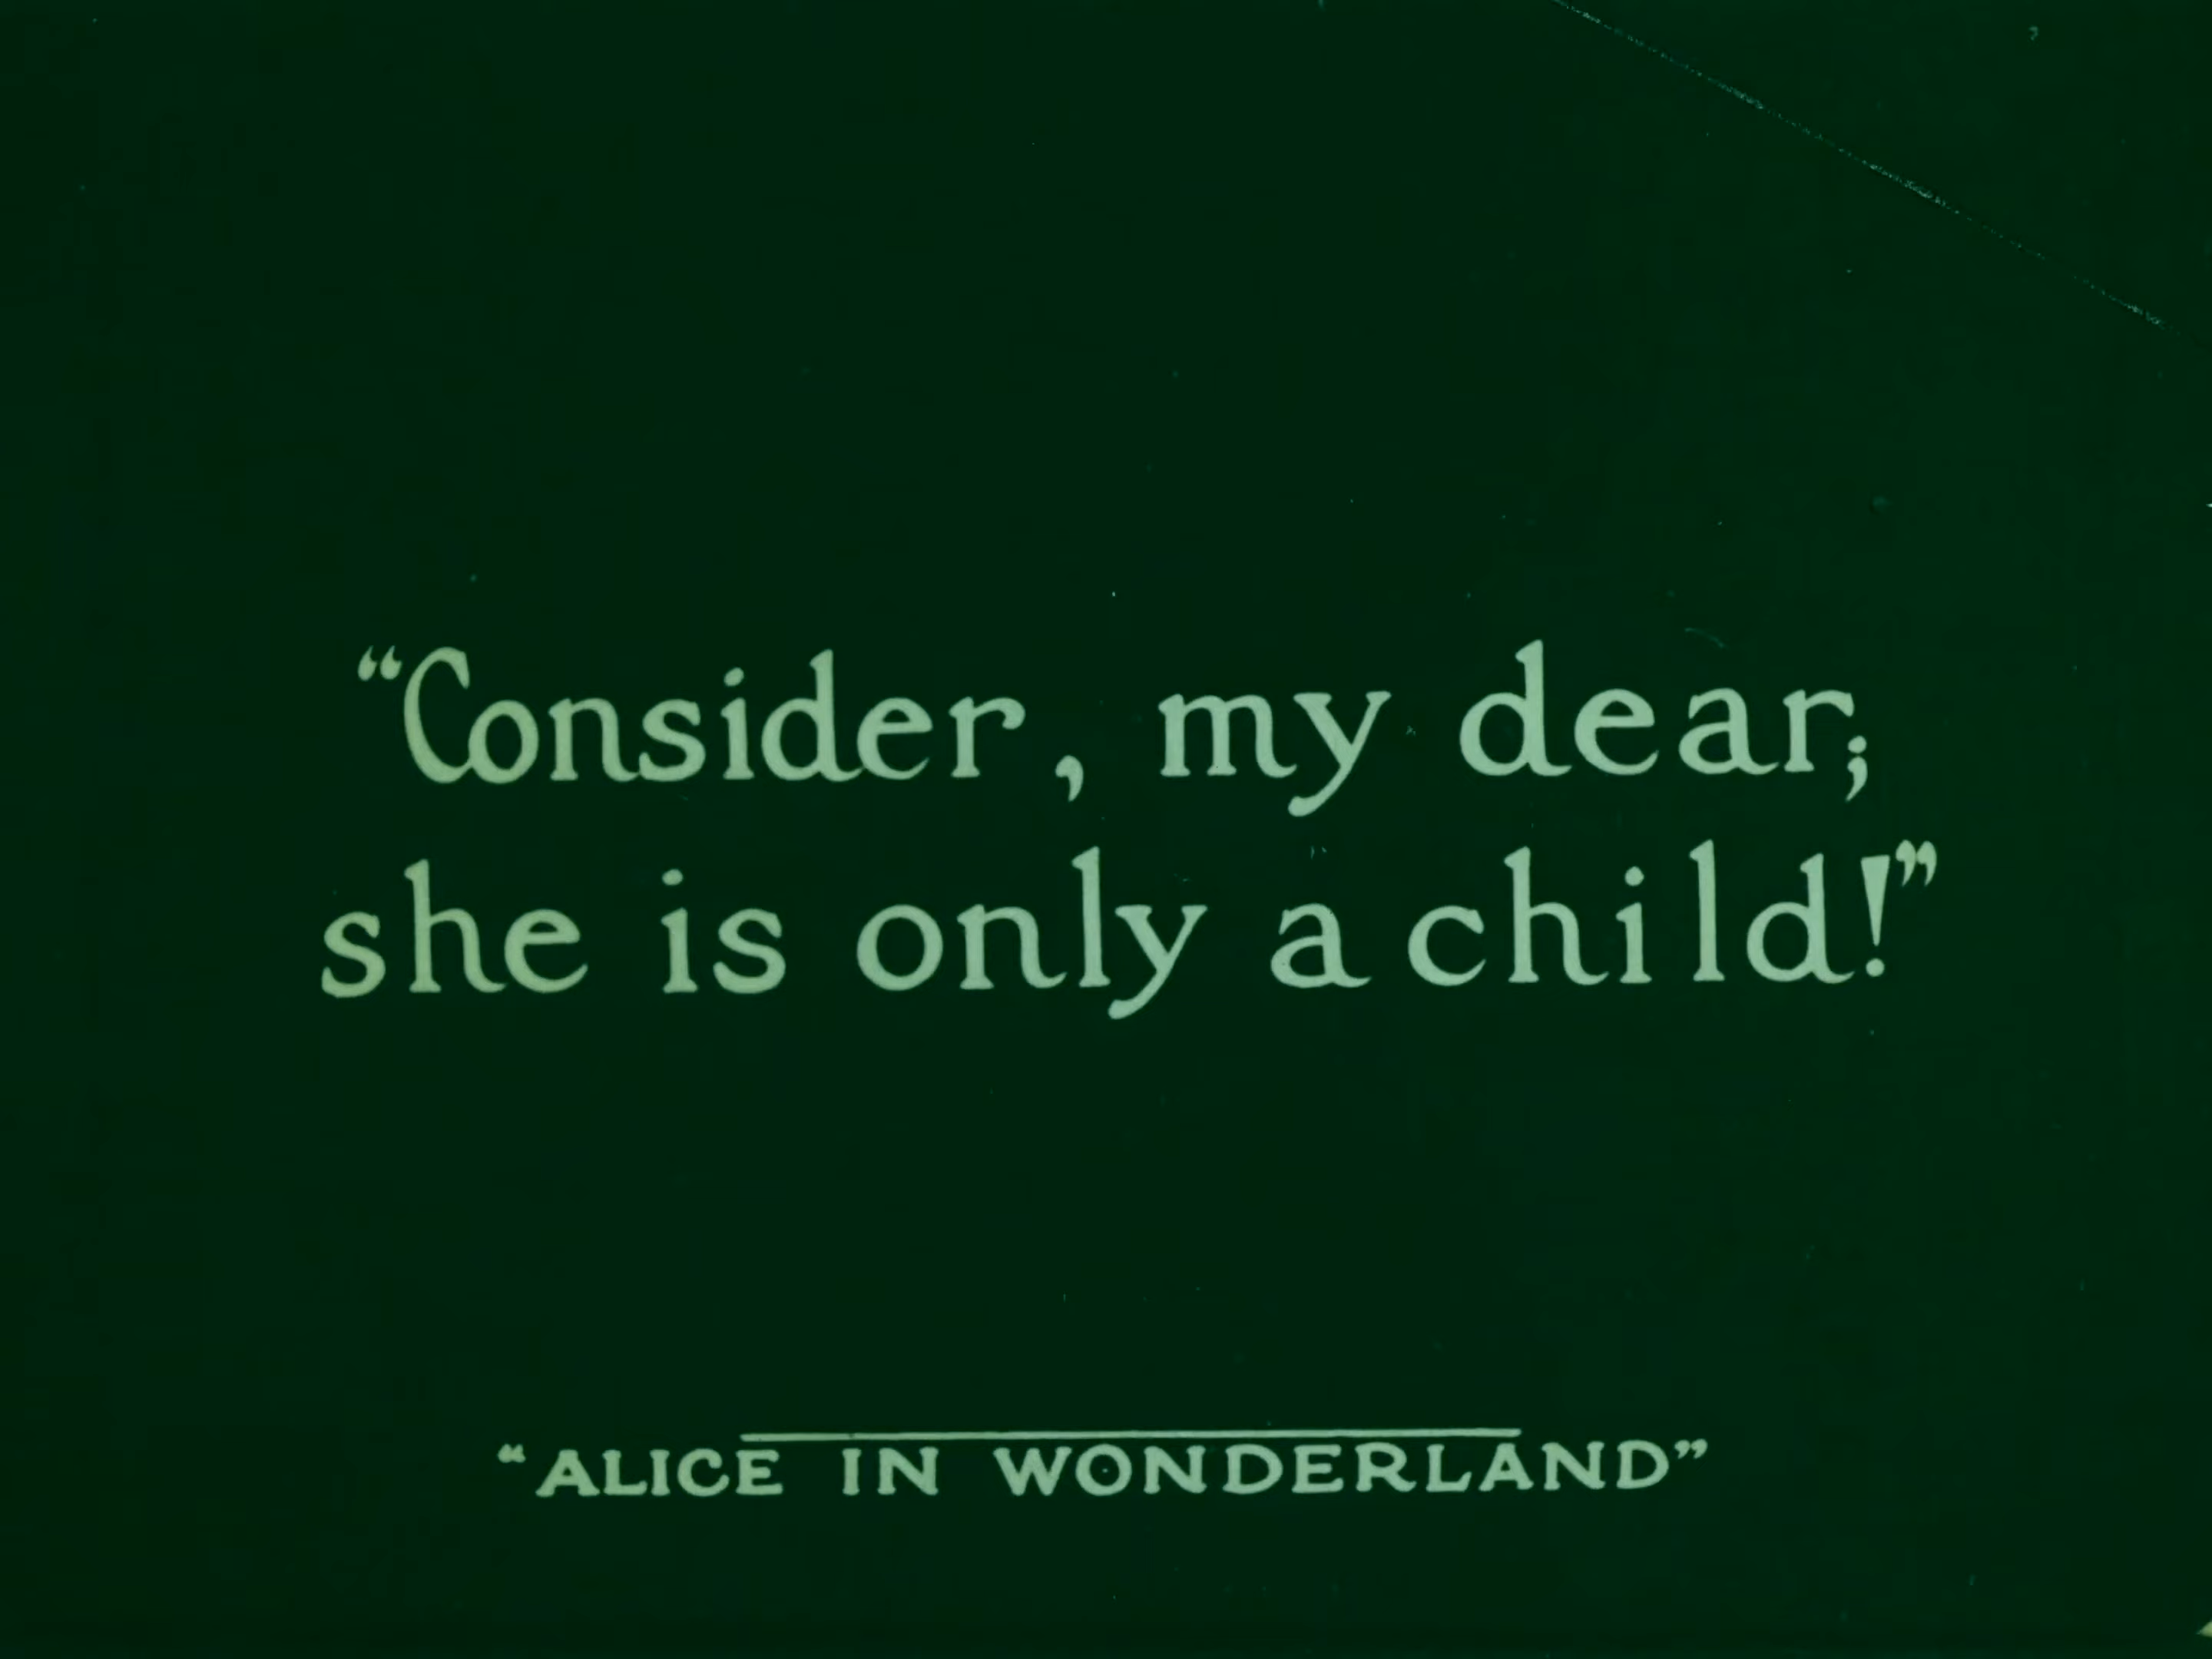 “Consider, my dear;
she is only a child!”
“ALICE IN WONDERLAND”